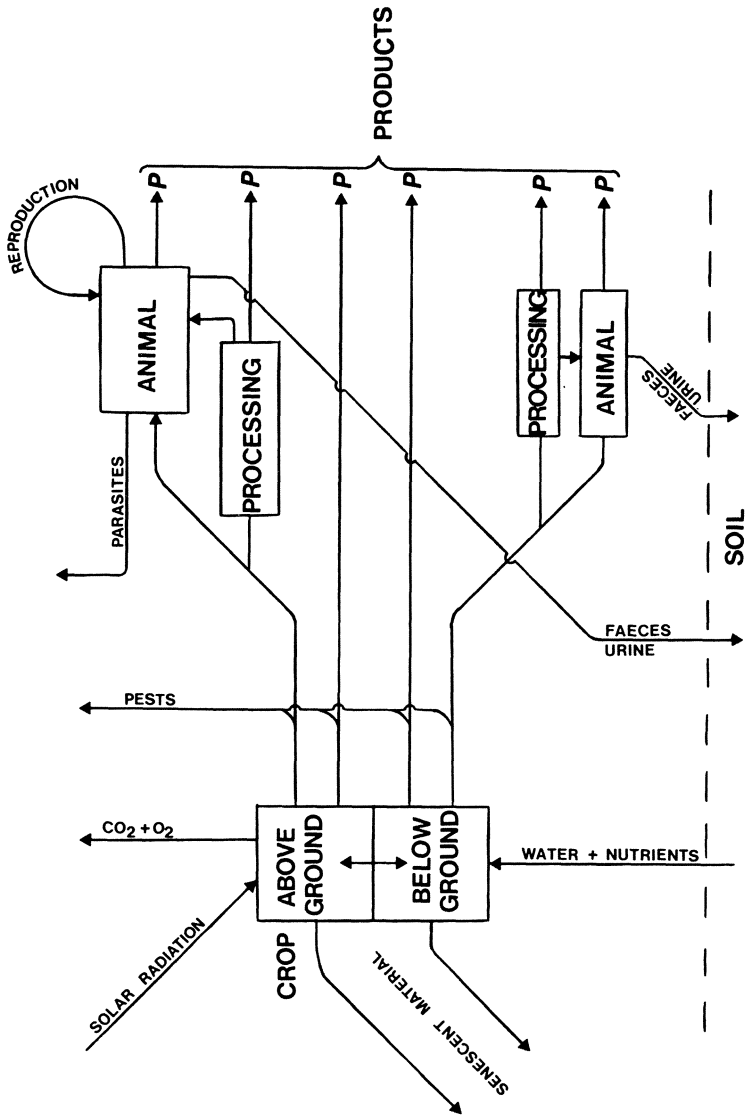 REPRODUCTION
PRODUCTS
P
P
P
P
P
P
ANIMAL
PROCESSING
PARASITES
PROCESSING
ANIMAL
FAECES
URINE
SOIL
FAECES
URINE
PESTS
CO₂ + O₂
ABOVE
GROUND
BELOW
GROUND
WATER + NUTRIENTS
SOLAR RADIATION
CROP
SENESCENT MATERIAL